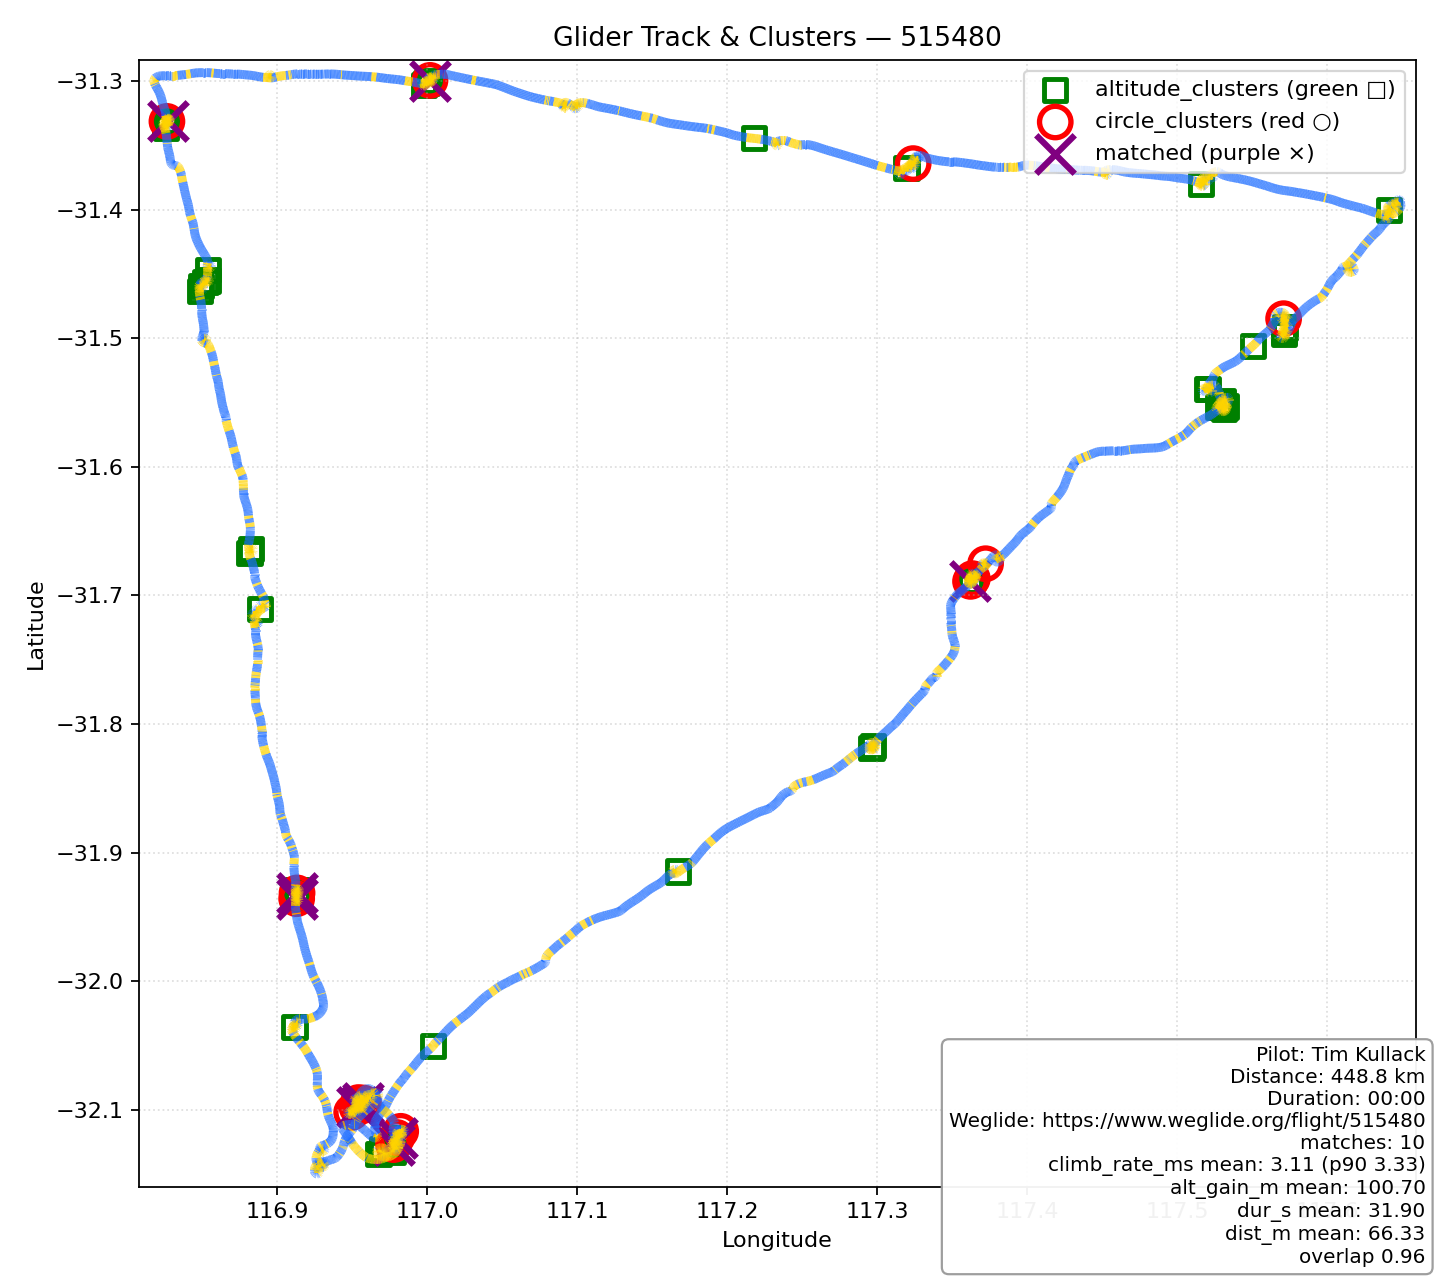 Glider Track & Clusters — 515480
altitude_clusters (green □)
circle_clusters (red ○)
matched (purple ×)
−31.3
−31.4
−31.5
−31.6
−31.7
−31.8
−31.9
−32.0
−32.1
Latitude
116.9
117.0
117.1
117.2
117.3
117.4
117.5
Longitude
Pilot: Tim Kullack
Distance: 448.8 km
Duration: 00:00
Weglide: https://www.weglide.org/flight/515480
matches: 10
climb_rate_ms mean: 3.11 (p90 3.33)
alt_gain_m mean: 100.70
dur_s mean: 31.90
dist_m mean: 66.33
overlap 0.96